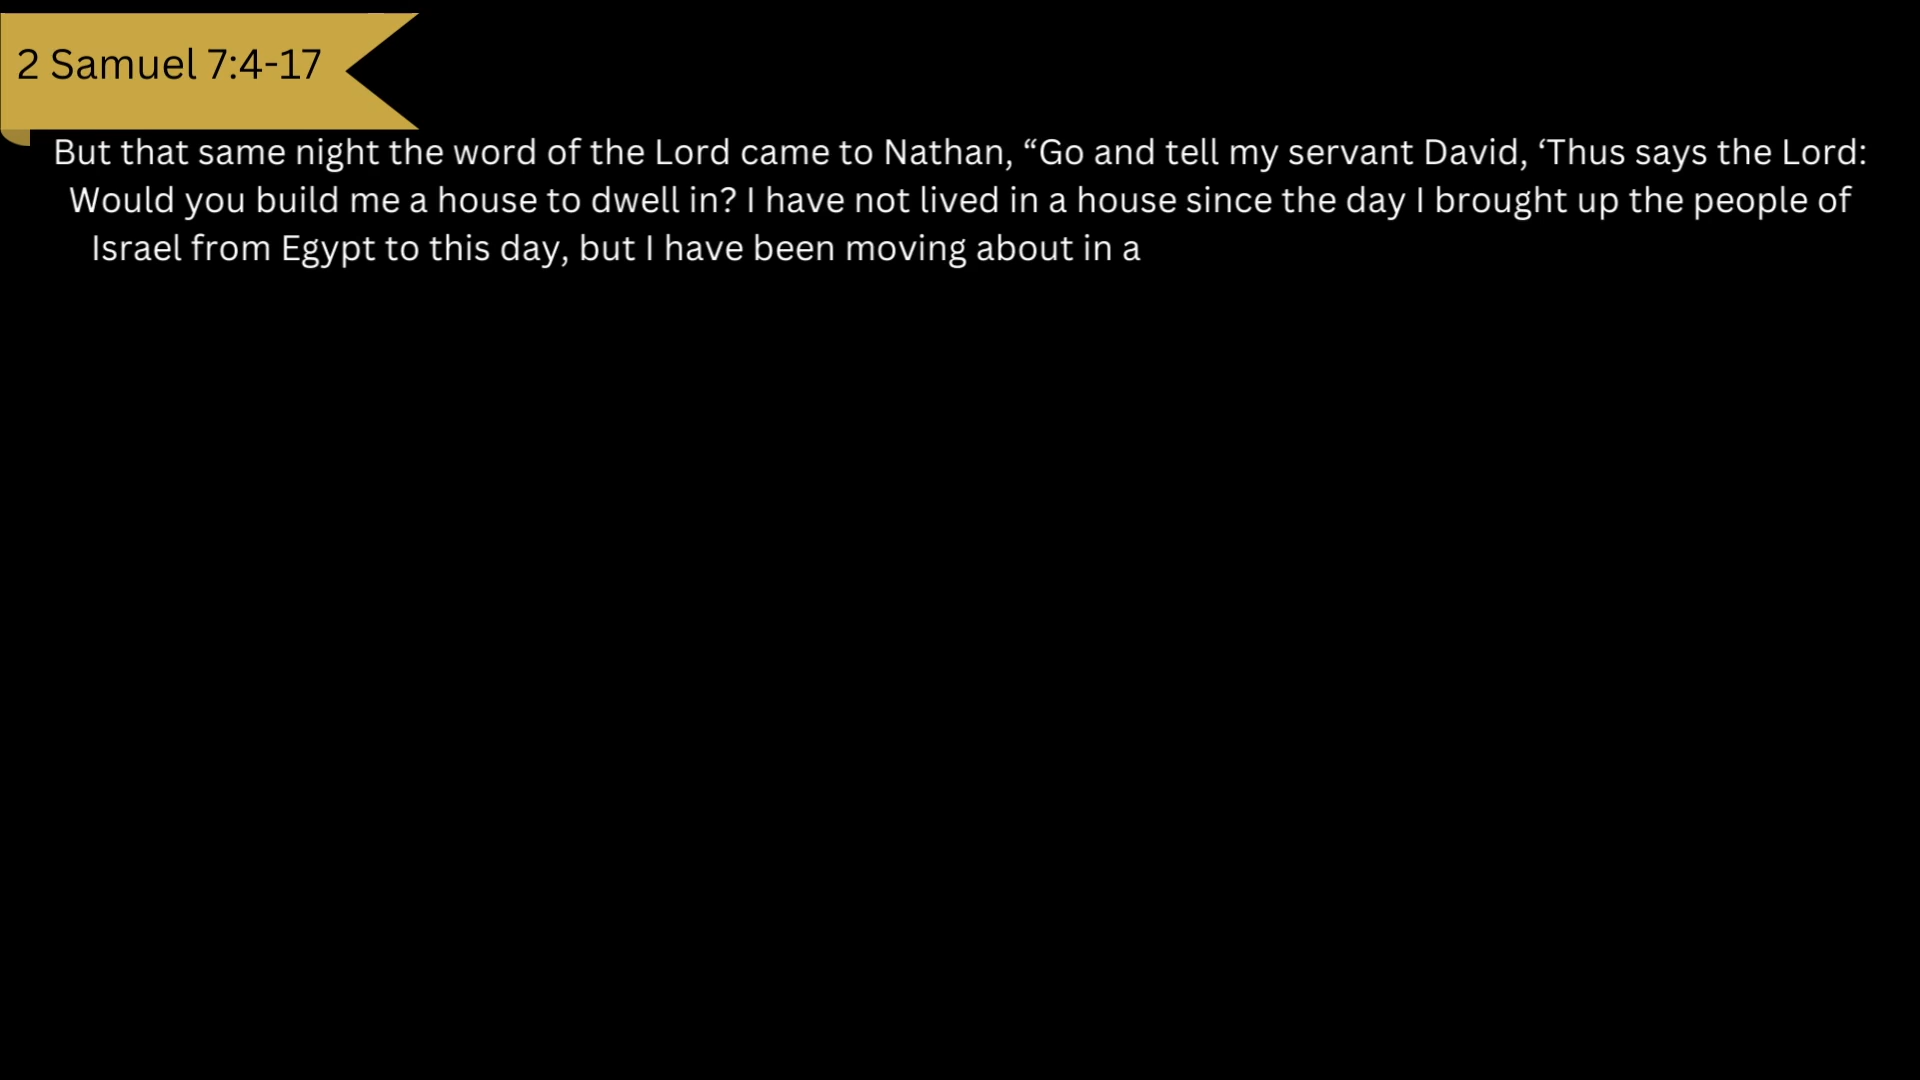 2 Samuel 7:4-17
But that same night the word of the Lord came to Nathan, “Go and tell my servant David, ‘Thus says the Lord:
Would you build me a house to dwell in? I have not lived in a house since the day I brought up the people of
Israel from Egypt to this day, but I have been moving about in a